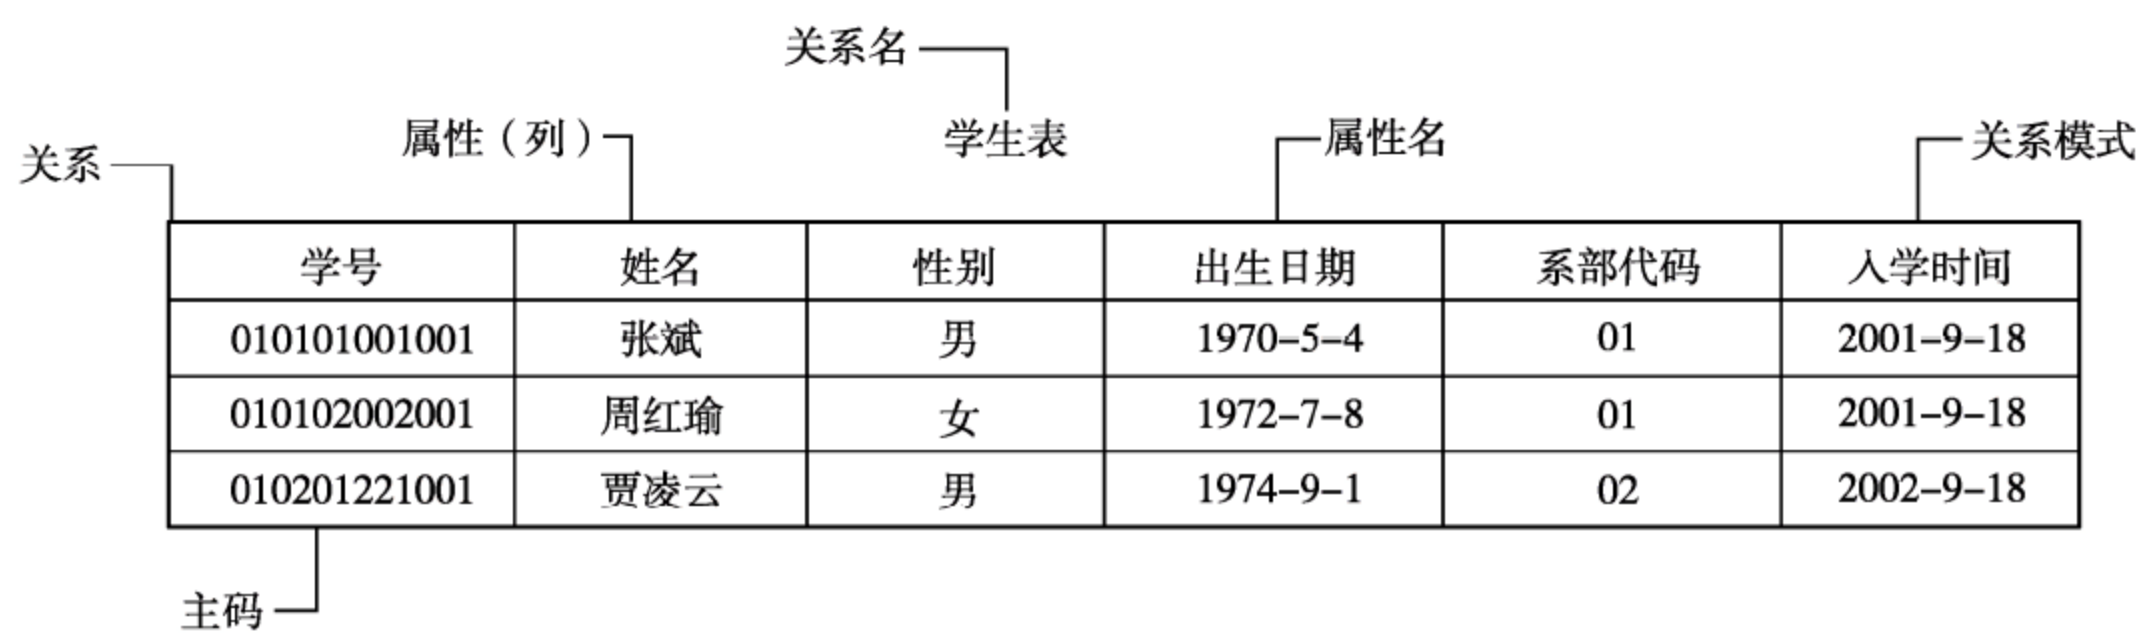 关系名
属性（列）
学生表
属性名
关系模式
关系
学号 姓名 性别 出生日期 系部代码 入学时间
010101001001 张斌 男 1970-5-4 01 2001-9-18
010102002001 周红瑜 女 1972-7-8 01 2001-9-18
010201221001 贾凌云 男 1974-9-1 02 2002-9-18
主码